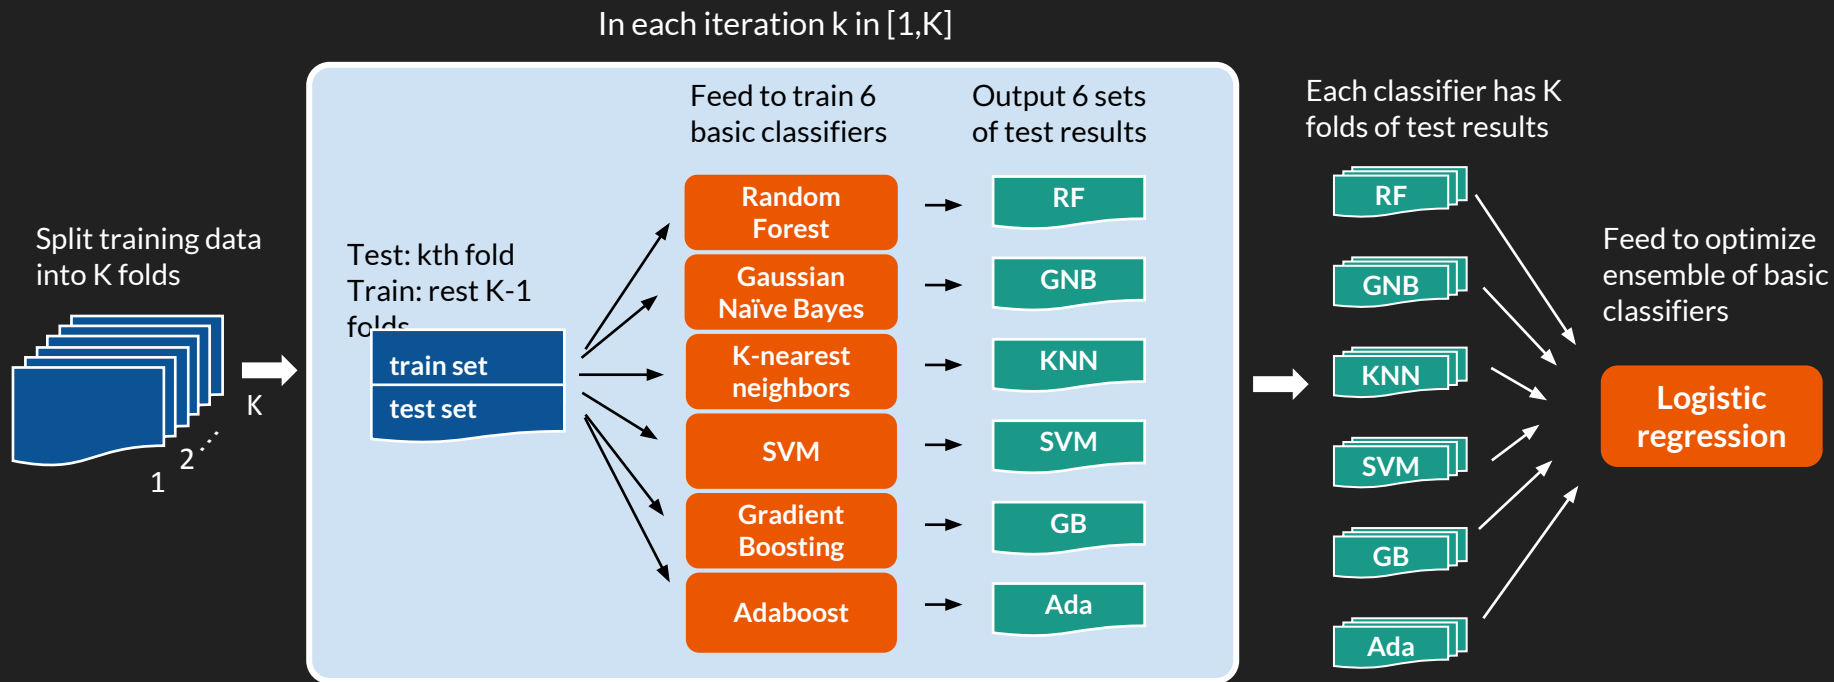 In each iteration k in [1,K]
Split training data
into K folds
1
2
K
Test: kth fold
Train: rest K-1
folds
train set
test set
Feed to train 6
basic classifiers
Random
Forest
Gaussian
Naïve Bayes
K-nearest
neighbors
SVM
Gradient
Boosting
Adaboost
Output 6 sets
of test results
RF
GNB
KNN
SVM
GB
Ada
Each classifier has K
folds of test results
RF
GNB
KNN
SVM
GB
Ada
Feed to optimize
ensemble of basic
classifiers
Logistic
regression